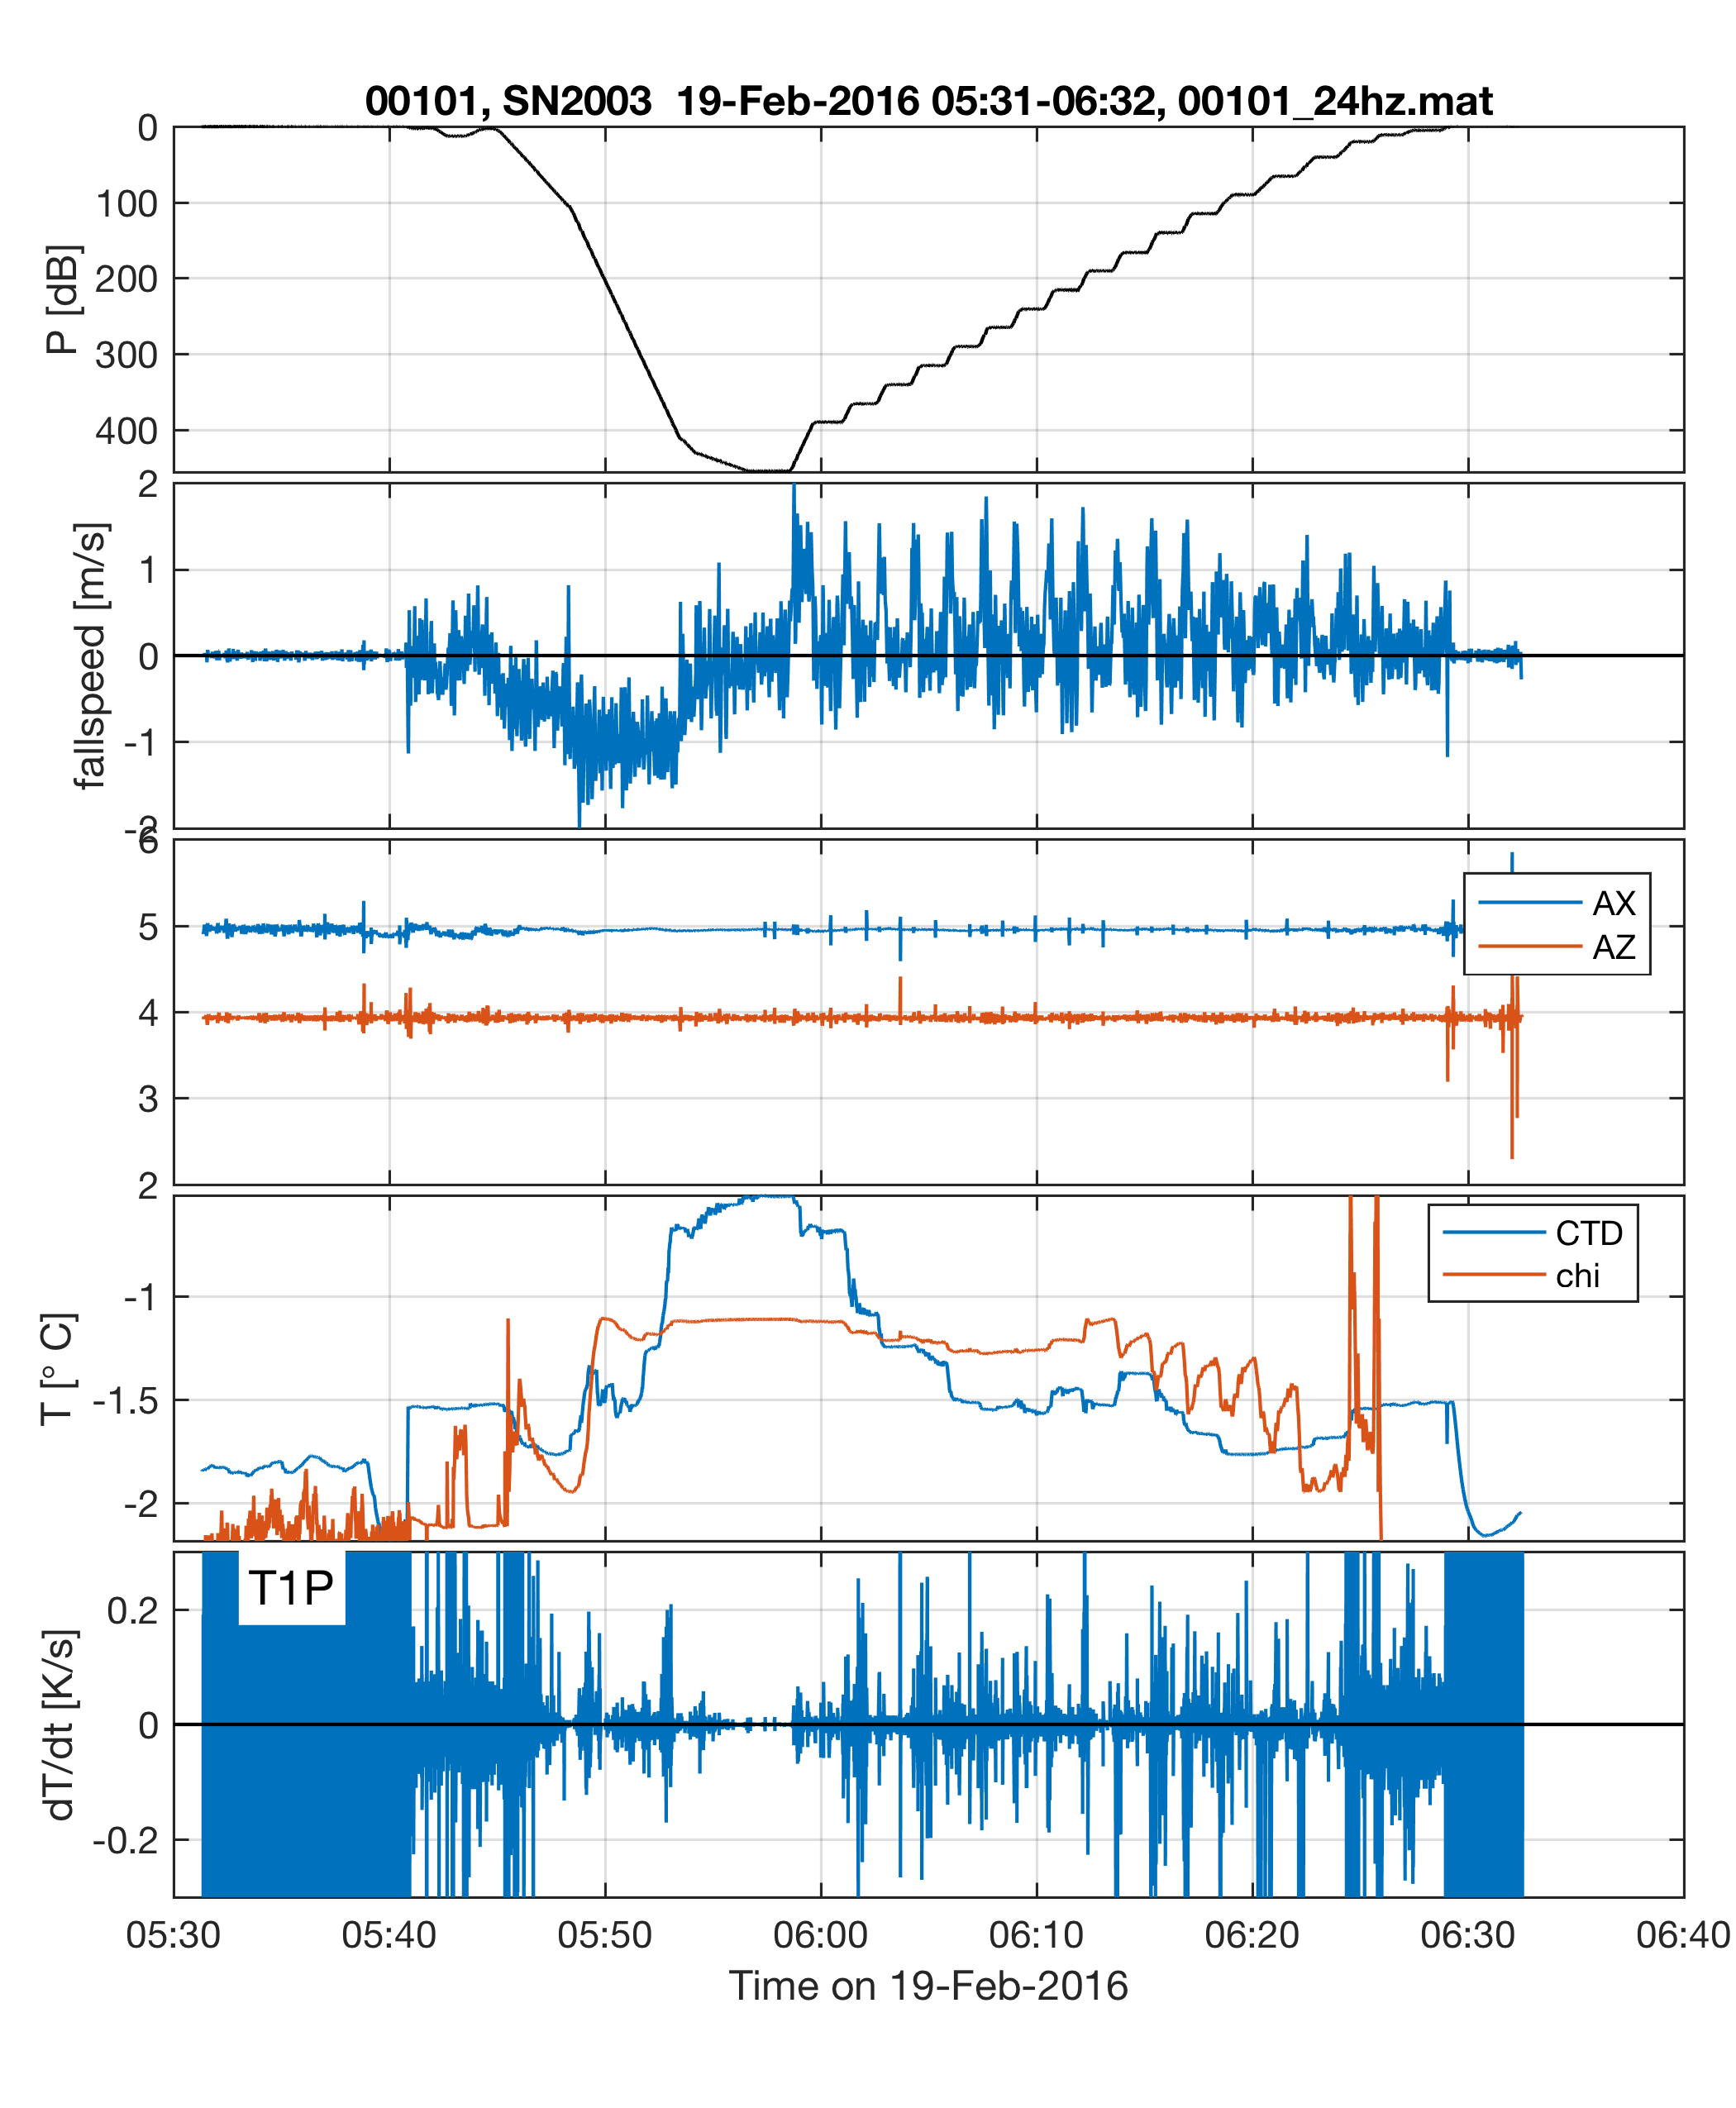 00101, SN2003 19-Feb-2016 05:31-06:32, 00101_24hz.mat
0
100
200
300
400
P [dB]
2
1
0
-1
-2
fallspeed [m/s]
6
5
4
3
2
AX
AZ
-1
-1.5
-2
T [° C]
CTD
chi
T1P
0.2
0
-0.2
dT/dt [K/s]
05:30 05:40 05:50 06:00 06:10 06:20 06:30 06:40
Time on 19-Feb-2016